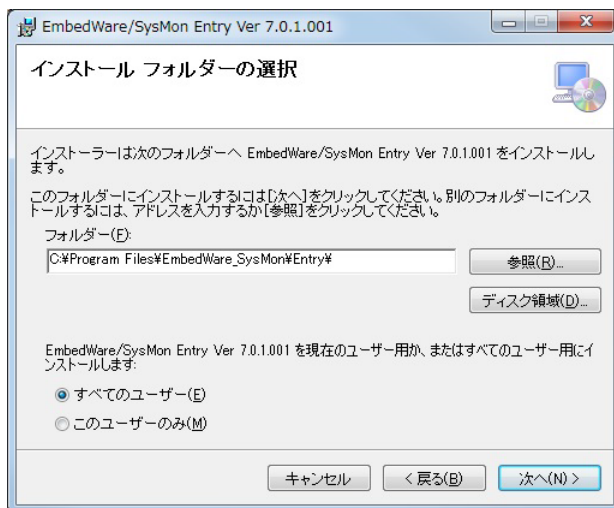 EmbedWare/SysMon Entry Ver 7.0.1.001
インストール フォルダーの選択
インストーラーは次のフォルダーへ EmbedWare/SysMon Entry Ver 7.0.1.001 をインストールし
ます。
このフォルダーにインストールするには[次へ]をクリックしてください。別のフォルダーにインス
トールするには、アドレスを入力するか[参照]をクリックしてください。
フォルダー(F):
C:¥Program Files¥EmbedWare_SysMon¥Entry¥
参照(R)...
ディスク領域(D)...
EmbedWare/SysMon Entry Ver 7.0.1.001 を現在のユーザー用か、またはすべてのユーザー用にイ
ンストールします:
すべてのユーザー(E)
このユーザーのみ(M)
キャンセル
< 戻る(B)
次へ(N) >